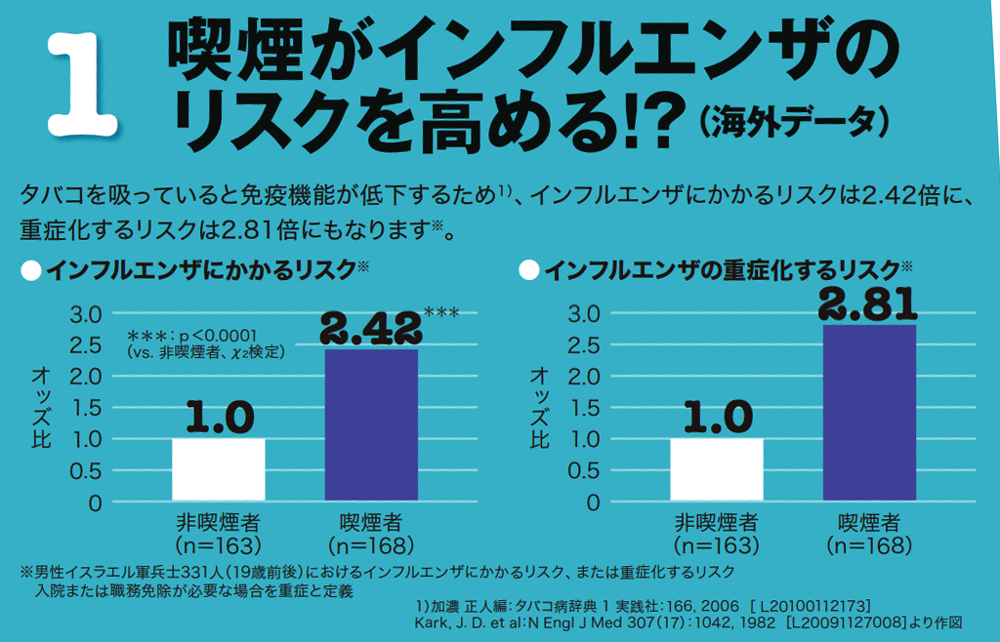 1
喫煙がインフルエンザの
リスクを高める!?(海外データ)
タバコを吸っていると免疫機能が低下するため1)、インフルエンザにかかるリスクは2.42倍に、
重症化するリスクは2.81倍にもなります※。
●インフルエンザにかかるリスク※
オッズ比
3.0
2.5
2.0
1.5
1.0
0.5
0
***:p<0.0001
(vs. 非喫煙者、χ2検定)
1.0
2.42***
非喫煙者
(n=163)
喫煙者
(n=168)
●インフルエンザの重症化するリスク※
オッズ比
3.0
2.5
2.0
1.5
1.0
0.5
0
1.0
2.81
非喫煙者
(n=163)
喫煙者
(n=168)
※男性イスラエル軍兵士331人(19歳前後)におけるインフルエンザにかかるリスク、または重症化するリスク
入院または職務免除が必要な場合を重症と定義
1)加濃 正人編:タバコ病辞典 1 実践社:166, 2006 [ L20100112173]
Kark, J. D. et al:N Engl J Med 307(17):1042, 1982 [L20091127008]より作図